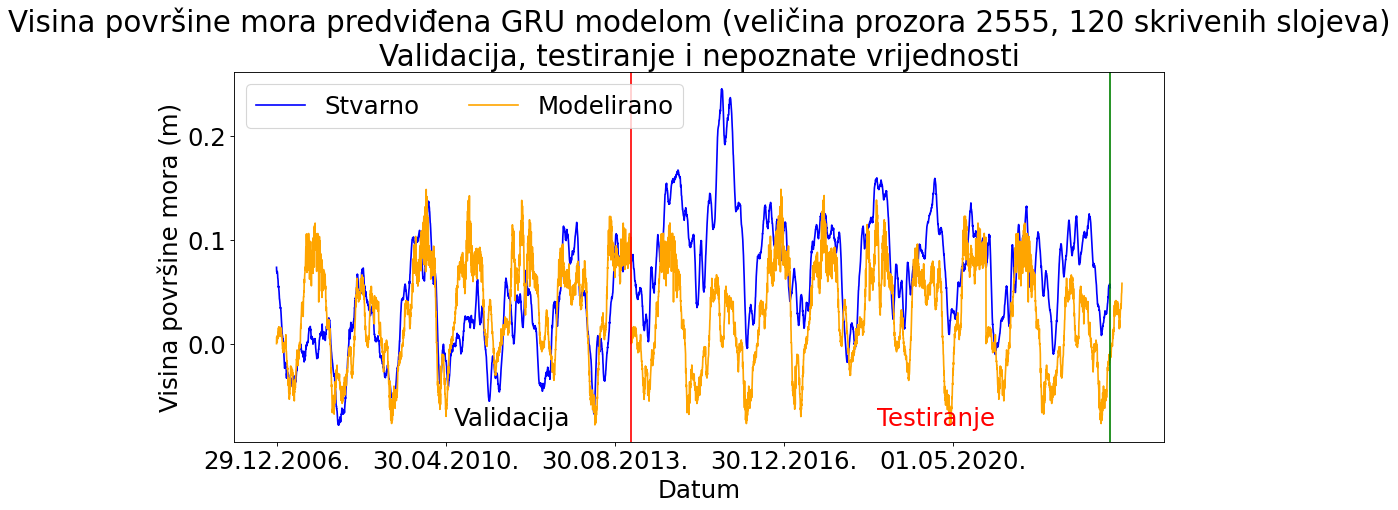 Visina površine mora predviđena GRU modelom (veličina prozora 2555, 120 skrivenih slojeva)
Validacija, testiranje i nepoznate vrijednosti
Stvarno
Modelirano
Visina površine mora (m)
0.2
0.1
0.0
Validacija
Testiranje
29.12.2006.
30.04.2010.
30.08.2013.
30.12.2016.
01.05.2020.
Datum